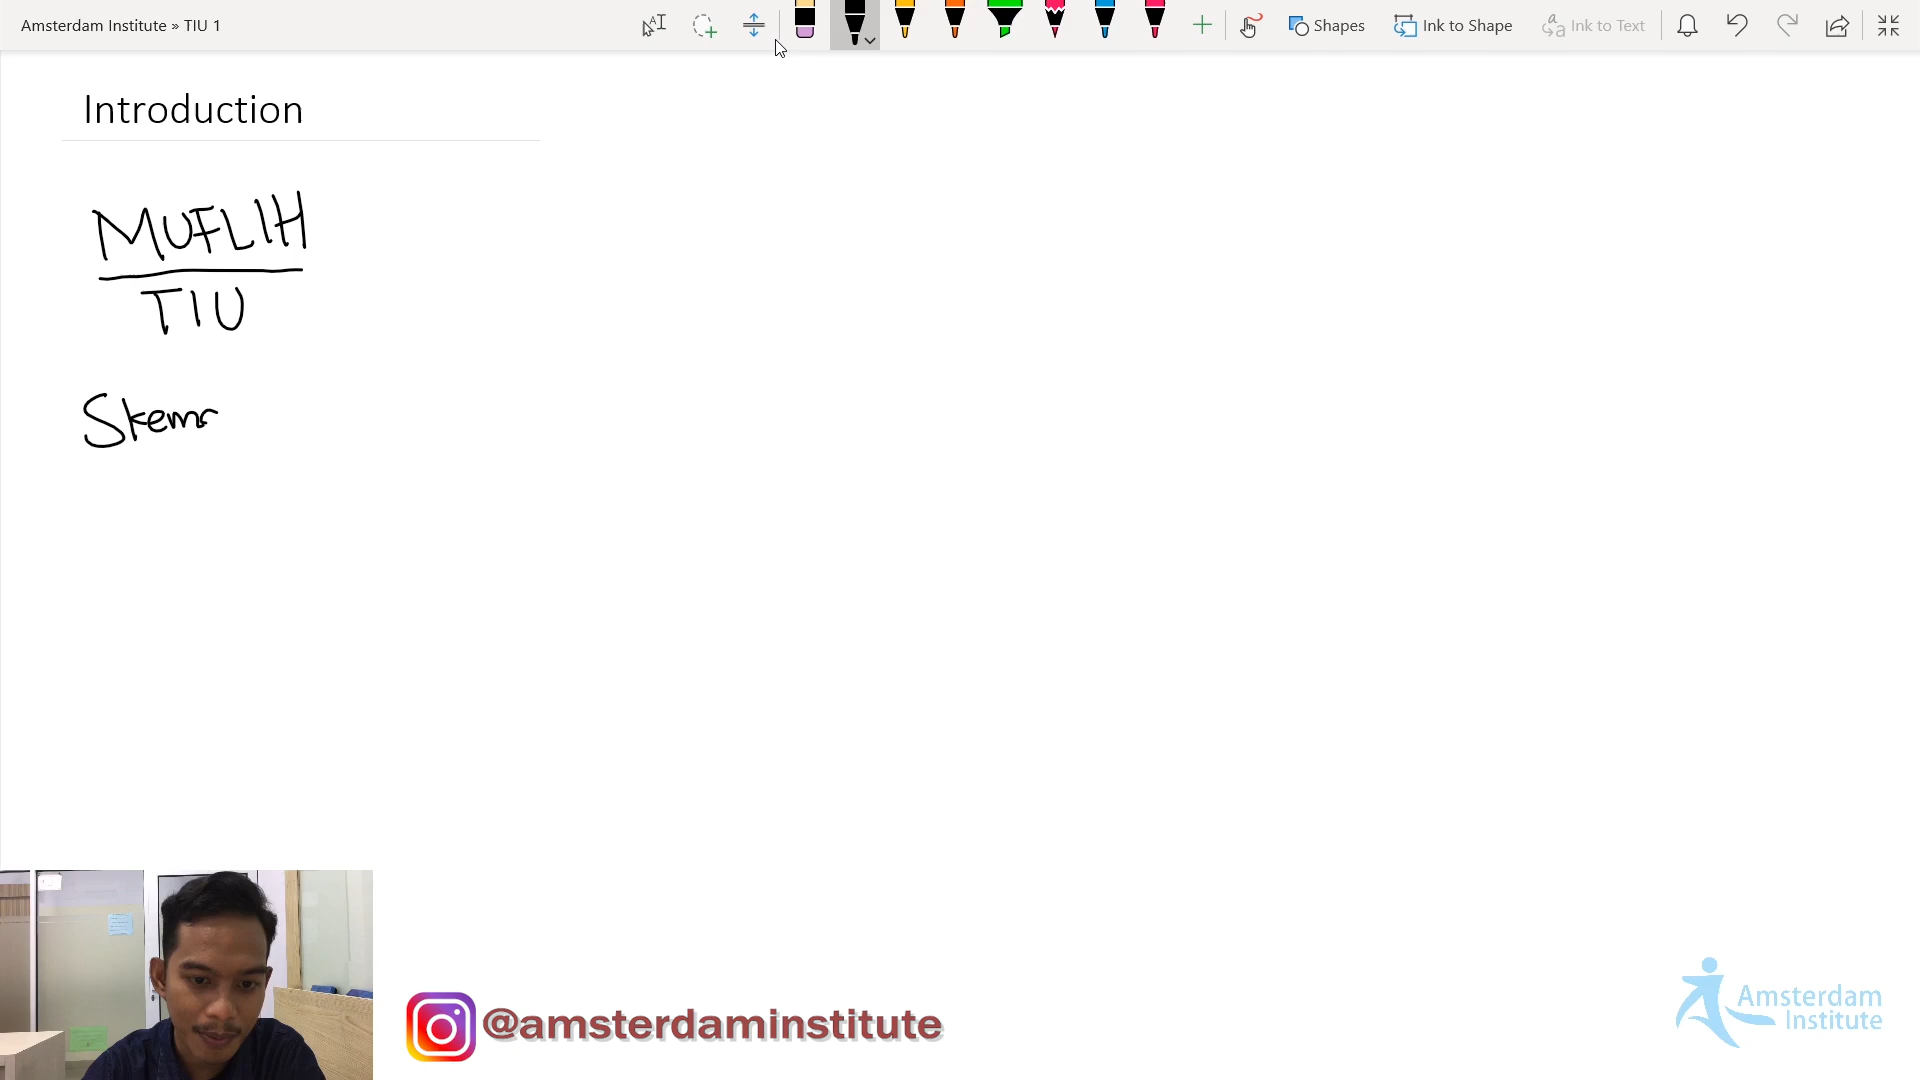 Amsterdam Institute » TIU 1
Shapes
Ink to Shape
Ink to Text
Introduction
MUFLIH
TIU
Skema
@amsterdaminstitute
Amsterdam
Institute